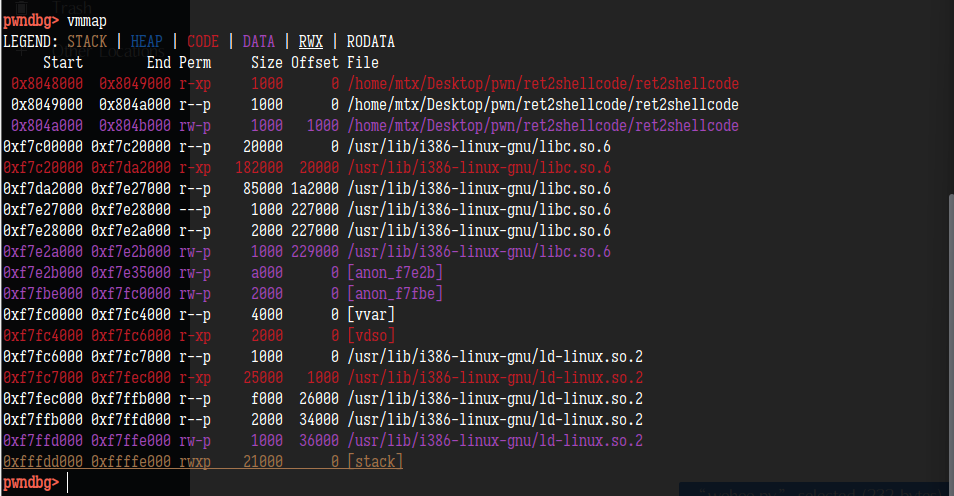 Trash
pwndbg> vmmap
LEGEND: STACK | HEAP | CODE | DATA | RWX | RODATA
Start End Perm Size Offset File
0x8048000 0x8049000 r-xp 1000 0 /home/mtx/Desktop/pwn/ret2shellcode/ret2shellcode
0x8049000 0x804a000 r--p 1000 0 /home/mtx/Desktop/pwn/ret2shellcode/ret2shellcode
0x804a000 0x804b000 rw-p 1000 1000 /home/mtx/Desktop/pwn/ret2shellcode/ret2shellcode
0xf7c00000 0xf7c20000 r--p 20000 0 /usr/lib/i386-linux-gnu/libc.so.6
0xf7c20000 0xf7da2000 r-xp 182000 20000 /usr/lib/i386-linux-gnu/libc.so.6
0xf7da2000 0xf7e27000 r--p 85000 1a2000 /usr/lib/i386-linux-gnu/libc.so.6
0xf7e27000 0xf7e28000 ---p 1000 227000 /usr/lib/i386-linux-gnu/libc.so.6
0xf7e28000 0xf7e2a000 r--p 2000 227000 /usr/lib/i386-linux-gnu/libc.so.6
0xf7e2a000 0xf7e2b000 rw-p 1000 229000 /usr/lib/i386-linux-gnu/libc.so.6
0xf7e2b000 0xf7e35000 rw-p a000 0 [anon_f7e2b]
0xf7fbe000 0xf7fc0000 rw-p 2000 0 [anon_f7fbe]
0xf7fc0000 0xf7fc4000 r--p 4000 0 [vvar]
0xf7fc4000 0xf7fc6000 r-xp 2000 0 [vdso]
0xf7fc6000 0xf7fc7000 r--p 1000 0 /usr/lib/i386-linux-gnu/ld-linux.so.2
0xf7fc7000 0xf7fec000 r-xp 25000 1000 /usr/lib/i386-linux-gnu/ld-linux.so.2
0xf7fec000 0xf7ffb000 r--p f000 26000 /usr/lib/i386-linux-gnu/ld-linux.so.2
0xf7ffb000 0xf7ffd000 r--p 2000 34000 /usr/lib/i386-linux-gnu/ld-linux.so.2
0xf7ffd000 0xf7ffe000 rw-p 1000 36000 /usr/lib/i386-linux-gnu/ld-linux.so.2
0xfffdd000 0xffffe000 rwxp 21000 0 [stack]
pwndbg>